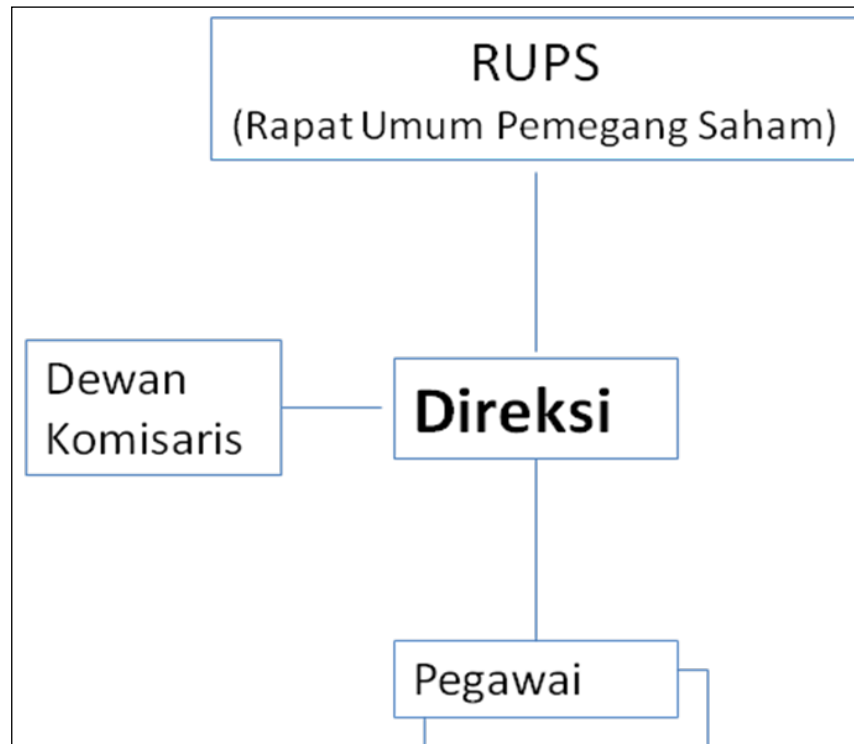 RUPS
(Rapat Umum Pemegang Saham)
Dewan
Komisaris
Direksi
Pegawai